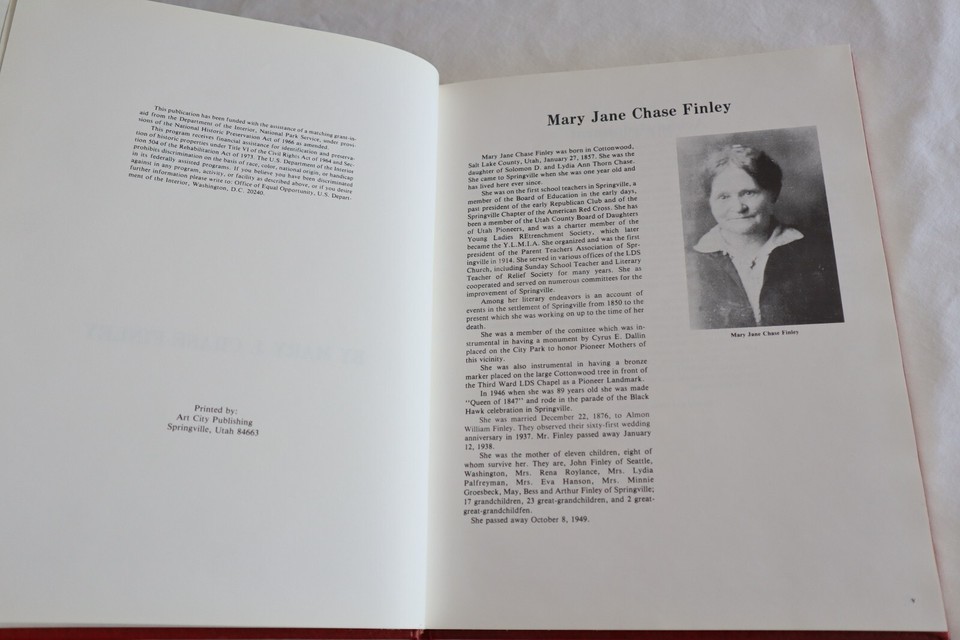 This publication has been funded with the assistance of a matching grant-in-
aid from the Department of the Interior, National Park Service, under provi-
sions of the National Historic Preservation Act of 1966 as amended.
This program receives financial assistance for identification and preserva-
tion of historic properties under Title VI of the Civil Rights Act of 1964 and Sec-
tion 504 of the Rehabilitation Act of 1973. The U.S. Department of the Interior
prohibits discrimination on the basis of race, color, national origin, or handicap
in its federally assisted programs. If you believe you have been discriminated
against in any program, activity, or facility as described above, or if you desire
further information please write to: Office of Equal Opportunity, U.S. Depart-
ment of the Interior, Washington, D.C. 20240.
Printed by:
Art City Publishing
Springville, Utah 84663
Mary Jane Chase Finley
Mary Jane Chase Finley was born in Cottonwood,
Salt Lake County, Utah, January 27, 1857. She was the
daughter of Solomon D. and Lydia Ann Thorn Chase.
She came to Springville when she was one year old and
has lived here ever since.
She was on the first school teachers in Springville, a
member of the Board of Education in the early days,
past president of the early Republican Club and of the
Springville Chapter of the American Red Cross. She has
been a member of the Utah County Board of Daughters
of Utah Pioneers, and was a charter member of the
Young Ladies REtrenchment Society, which later
became the Y.L.M.I.A. She organized and was the first
president of the Parent Teachers Association of Spr-
ingville in 1914. She served in various offices of the LDS
Church, including Sunday School Teacher and Literary
Teacher of Relief Society for many years. She as
cooperated and served on numerous committees for the
improvement of Springville.
Among her literary endeavors is an account of
events in the settlement of Springville from 1850 to the
present which she was working on up to the time of her
death.
She was a member of the comittee which was in-
strumental in having a monument by Cyrus E. Dallin
placed on the City Park to honor Pioneer Mothers of
this vicinity.
She was also instrumental in having a bronze
marker placed on the large Cottonwood tree in front of
the Third Ward LDS Chapel as a Pioneer Landmark.
In 1946 when she was 89 years old she was made
"Queen of 1847" and rode in the parade of the Black
Hawk celebration in Springville.
She was married December 22, 1876, to Almon
William Finley. They observed their sixty-first wedding
anniversary in 1937. Mr. Finley passed away January
12, 1938.
She was the mother of eleven children, eight of
whom survive her. They are, John Finley of Seattle,
Washington, Mrs. Rena Roylance, Mrs. Lydia
Palfreyman, Mrs. Eva Hanson, Mrs. Minnie
Groesbeck, May, Bess and Arthur Finley of Springville;
17 grandchildren, 23 great-grandchildren, and 2 great-
great-grandchildfen.
She passed away October 8, 1949.
Mary Jane Chase Finley